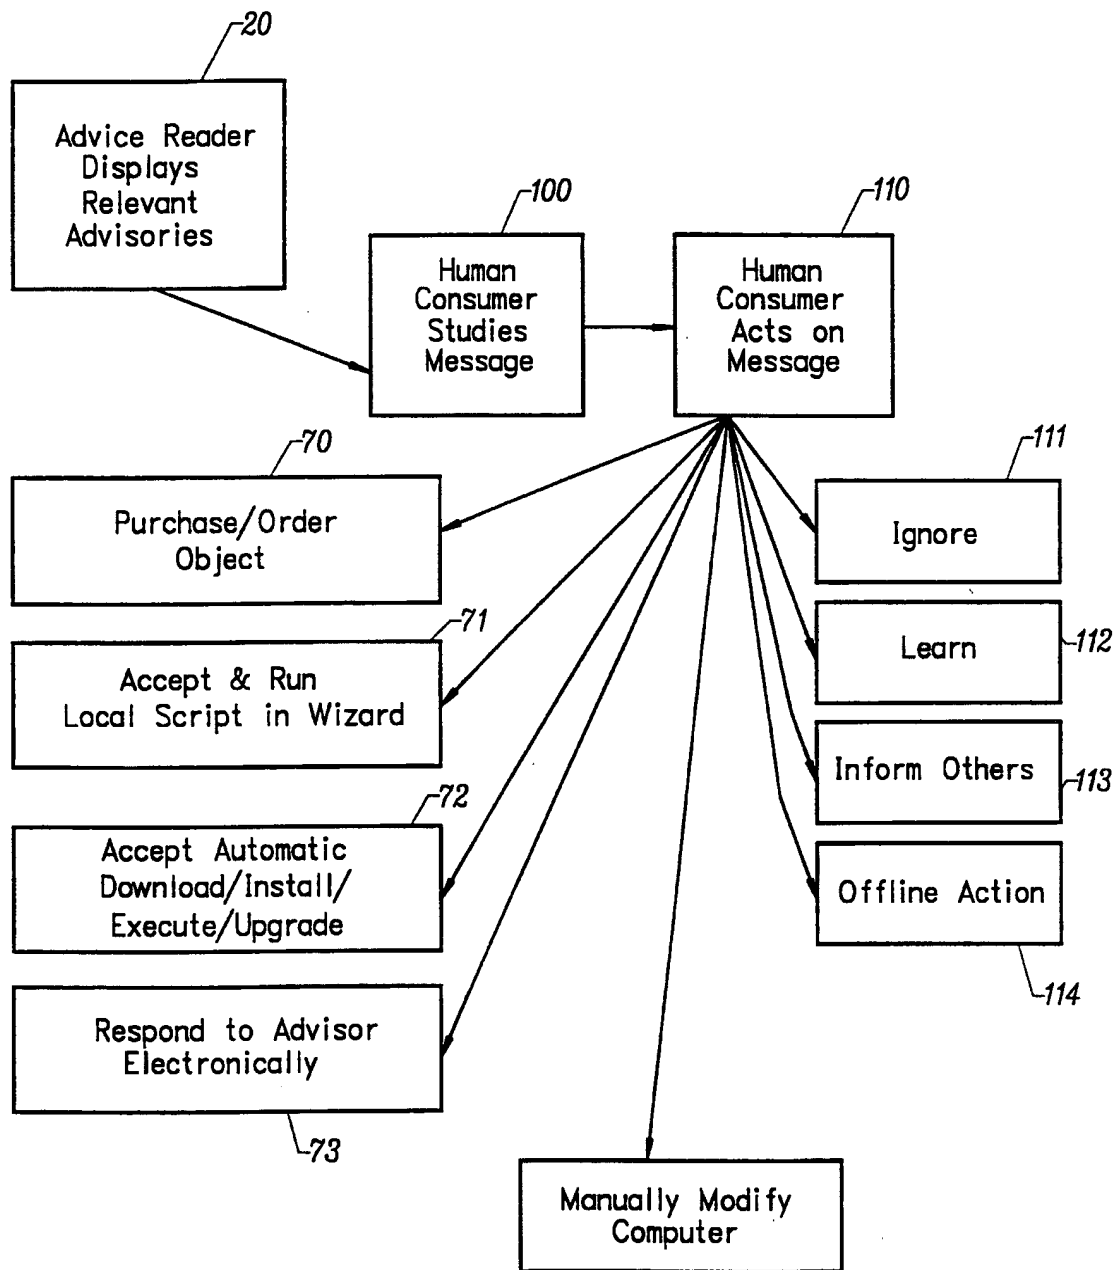 20
Advice Reader
Displays
Relevant
Advisories
100
Human
Consumer
Studies
Message
110
Human
Consumer
Acts on
Message
70
Purchase/Order
Object
71
Accept & Run
Local Script in Wizard
72
Accept Automatic
Download/Install/
Execute/Upgrade
Respond to Advisor
Electronically
73
111
Ignore
Learn
112
Inform Others
113
Offline Action
114
Manually Modify
Computer